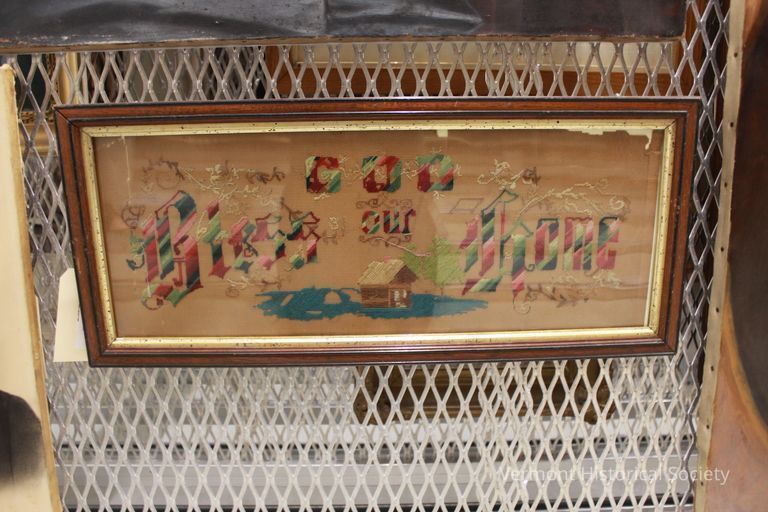 GOD
Bless our Home
Vermont Historical Society